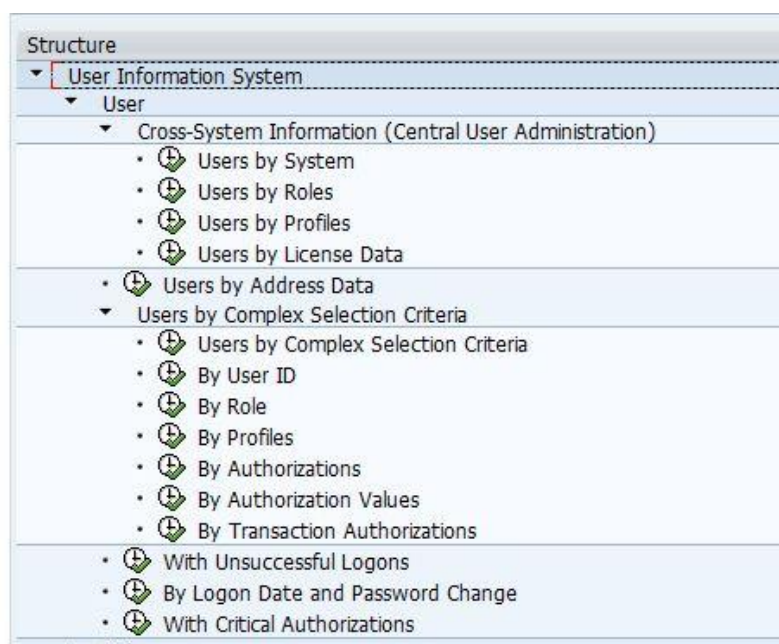 Structure
User Information System
User
Cross-System Information (Central User Administration)
Users by System
Users by Roles
Users by Profiles
Users by License Data
Users by Address Data
Users by Complex Selection Criteria
Users by Complex Selection Criteria
By User ID
By Role
By Profiles
By Authorizations
By Authorization Values
By Transaction Authorizations
With Unsuccessful Logons
By Logon Date and Password Change
With Critical Authorizations